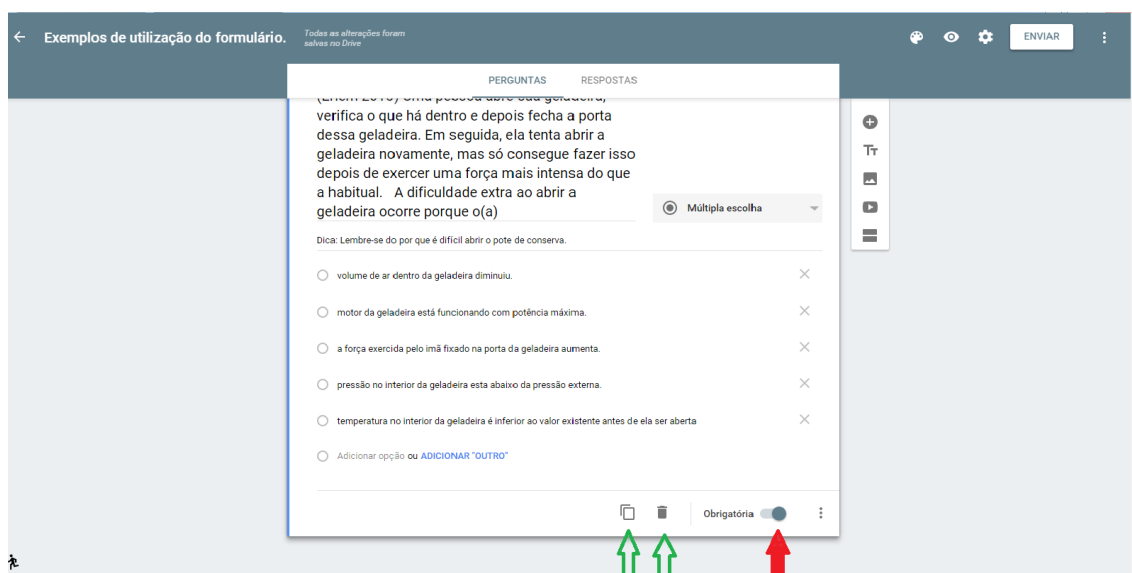 Exemplos de utilização do formulário.
Todas as alterações foram
salvas no Drive
ENVIAR
PERGUNTAS RESPOSTAS
verifica o que há dentro e depois fecha a porta
dessa geladeira. Em seguida, ela tenta abrir a
geladeira novamente, mas só consegue fazer isso
depois de exercer uma força mais intensa do que
a habitual. A dificuldade extra ao abrir a
geladeira ocorre porque o(a)
Múltipla escolha
Dica: Lembre-se do por que é difícil abrir o pote de conserva.
volume de ar dentro da geladeira diminuiu.
motor da geladeira está funcionando com potência máxima.
a força exercida pelo imã fixado na porta da geladeira aumenta.
pressão no interior da geladeira esta abaixo da pressão externa.
temperatura no interior da geladeira é inferior ao valor existente antes de ela ser aberta
Adicionar opção ou ADICIONAR "OUTRO"
Obrigatória
Tт